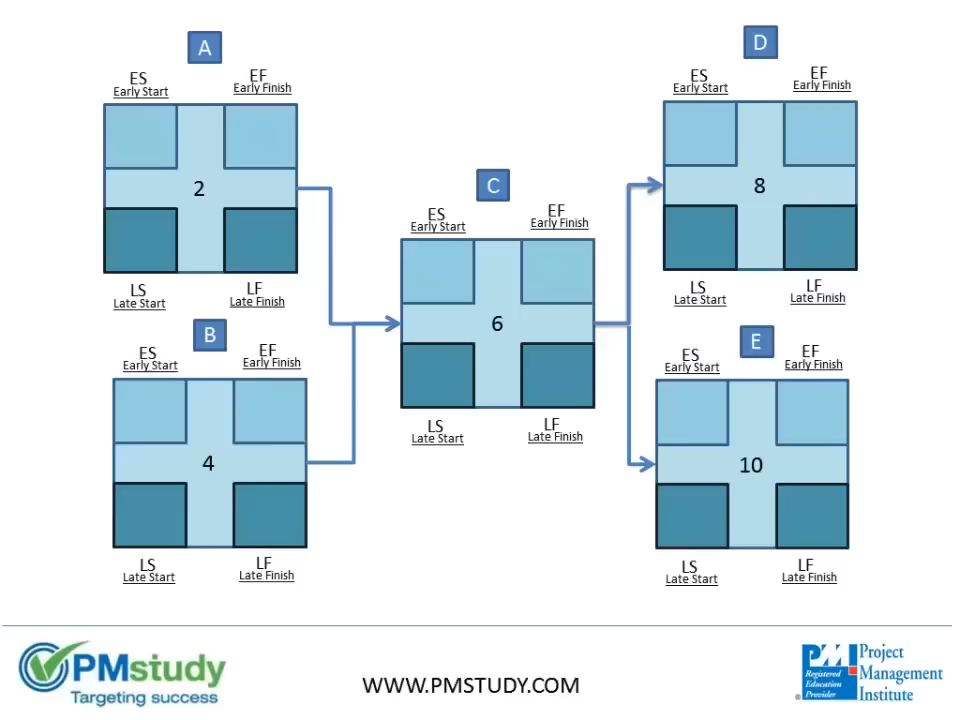 A
ES
Early Start
EF
Early Finish
2
LS
Late Start
LF
Late Finish
B
ES
Early Start
EF
Early Finish
4
LS
Late Start
LF
Late Finish
C
ES
Early Start
EF
Early Finish
6
LS
Late Start
LF
Late Finish
D
ES
Early Start
EF
Early Finish
8
LS
Late Start
LF
Late Finish
E
ES
Early Start
EF
Early Finish
10
LS
Late Start
LF
Late Finish
PMstudy
Targeting success
WWW.PMSTUDY.COM
PMI
Registered
Education
Provider
®
Project
Management
Institute